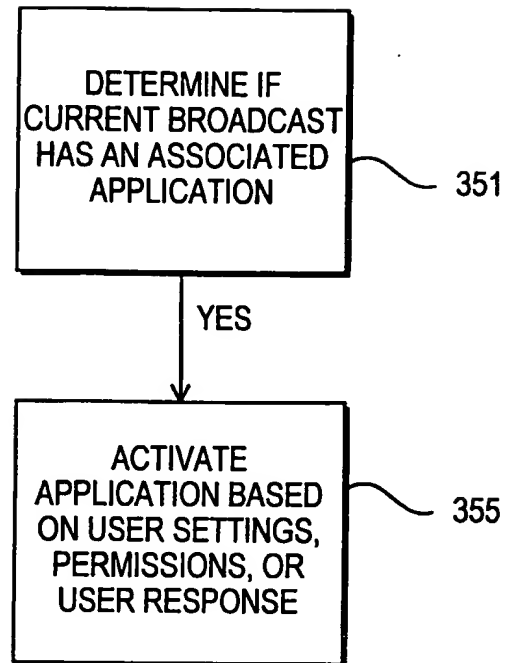 DETERMINE IF
CURRENT BROADCAST
HAS AN ASSOCIATED
APPLICATION
351
YES
ACTIVATE
APPLICATION BASED
ON USER SETTINGS,
PERMISSIONS, OR
USER RESPONSE
355